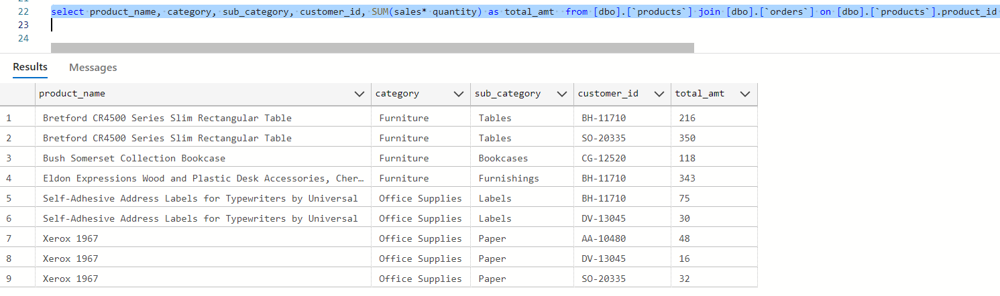 21
22 select product_name, category, sub_category, customer_id, SUM(sales* quantity) as total_amt  from [dbo].[`products`] join [dbo].[`orders`] on [dbo].[`products`].product_id
23
24
Results Messages
product_name category sub_category customer_id total_amt
1 Bretford CR4500 Series Slim Rectangular Table Furniture Tables BH-11710 216
2 Bretford CR4500 Series Slim Rectangular Table Furniture Tables SO-20335 350
3 Bush Somerset Collection Bookcase Furniture Bookcases CG-12520 118
4 Eldon Expressions Wood and Plastic Desk Accessories, Cher… Furniture Furnishings BH-11710 343
5 Self-Adhesive Address Labels for Typewriters by Universal Office Supplies Labels BH-11710 75
6 Self-Adhesive Address Labels for Typewriters by Universal Office Supplies Labels DV-13045 30
7 Xerox 1967 Office Supplies Paper AA-10480 48
8 Xerox 1967 Office Supplies Paper DV-13045 16
9 Xerox 1967 Office Supplies Paper SO-20335 32